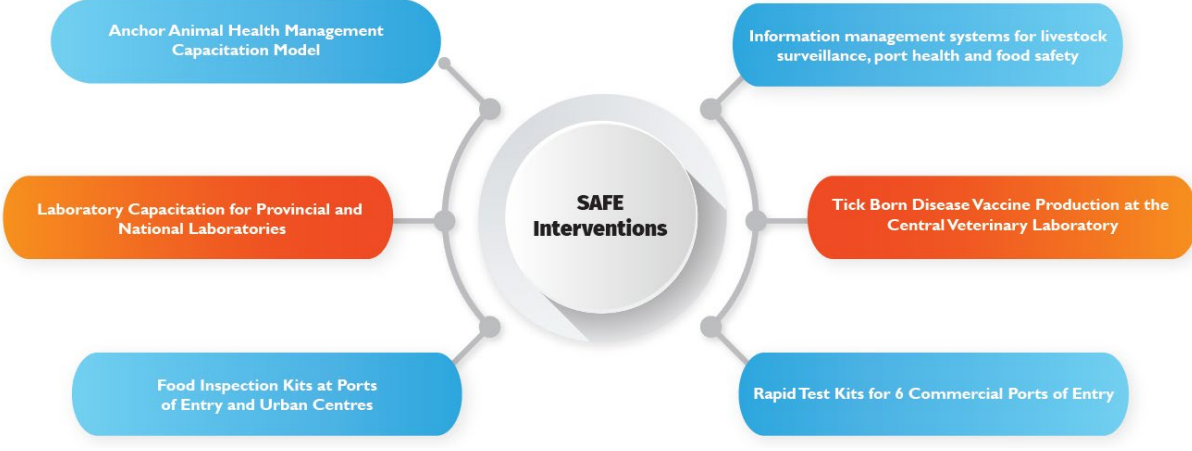 Anchor Animal Health Management
Capacitation Model
Information management systems for livestock
surveillance, port health and food safety
Laboratory Capacitation for Provincial and
National Laboratories
SAFE
Interventions
Tick Born Disease Vaccine Production at the
Central Veterinary Laboratory
Food Inspection Kits at Ports
of Entry and Urban Centres
Rapid Test Kits for 6 Commercial Ports of Entry